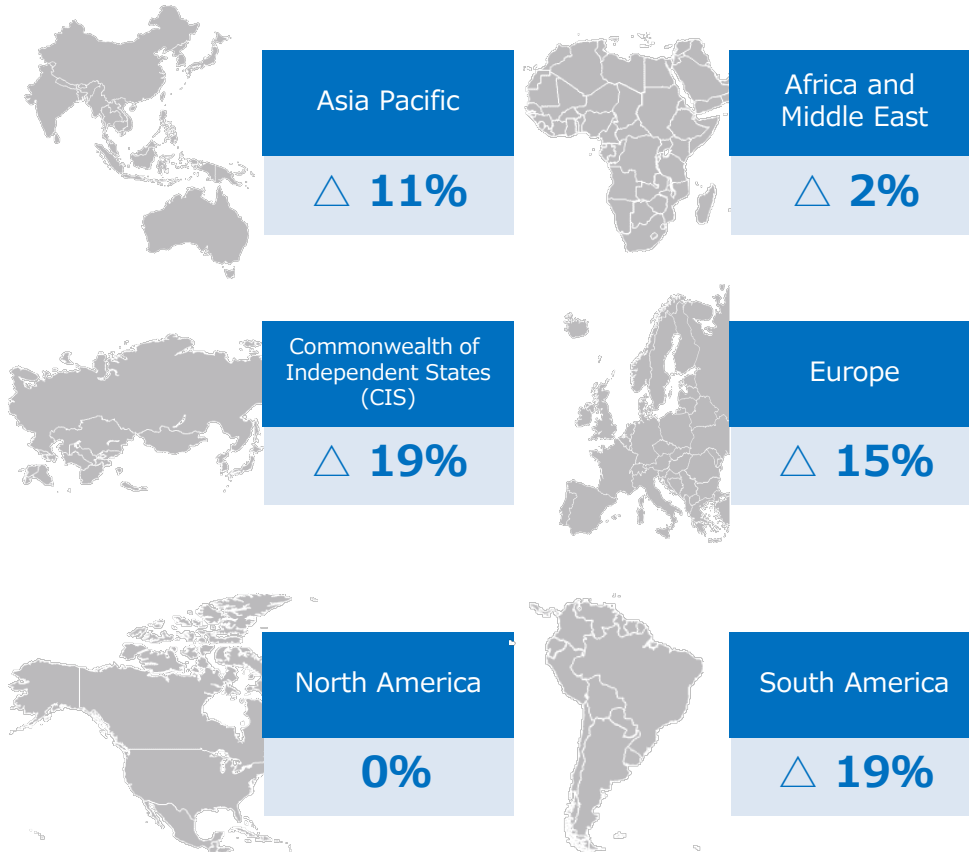 Asia Pacific
△ 11%
Africa and
Middle East
△ 2%
Commonwealth of
Independent States
(CIS)
△ 19%
Europe
△ 15%
North America
0%
South America
△ 19%